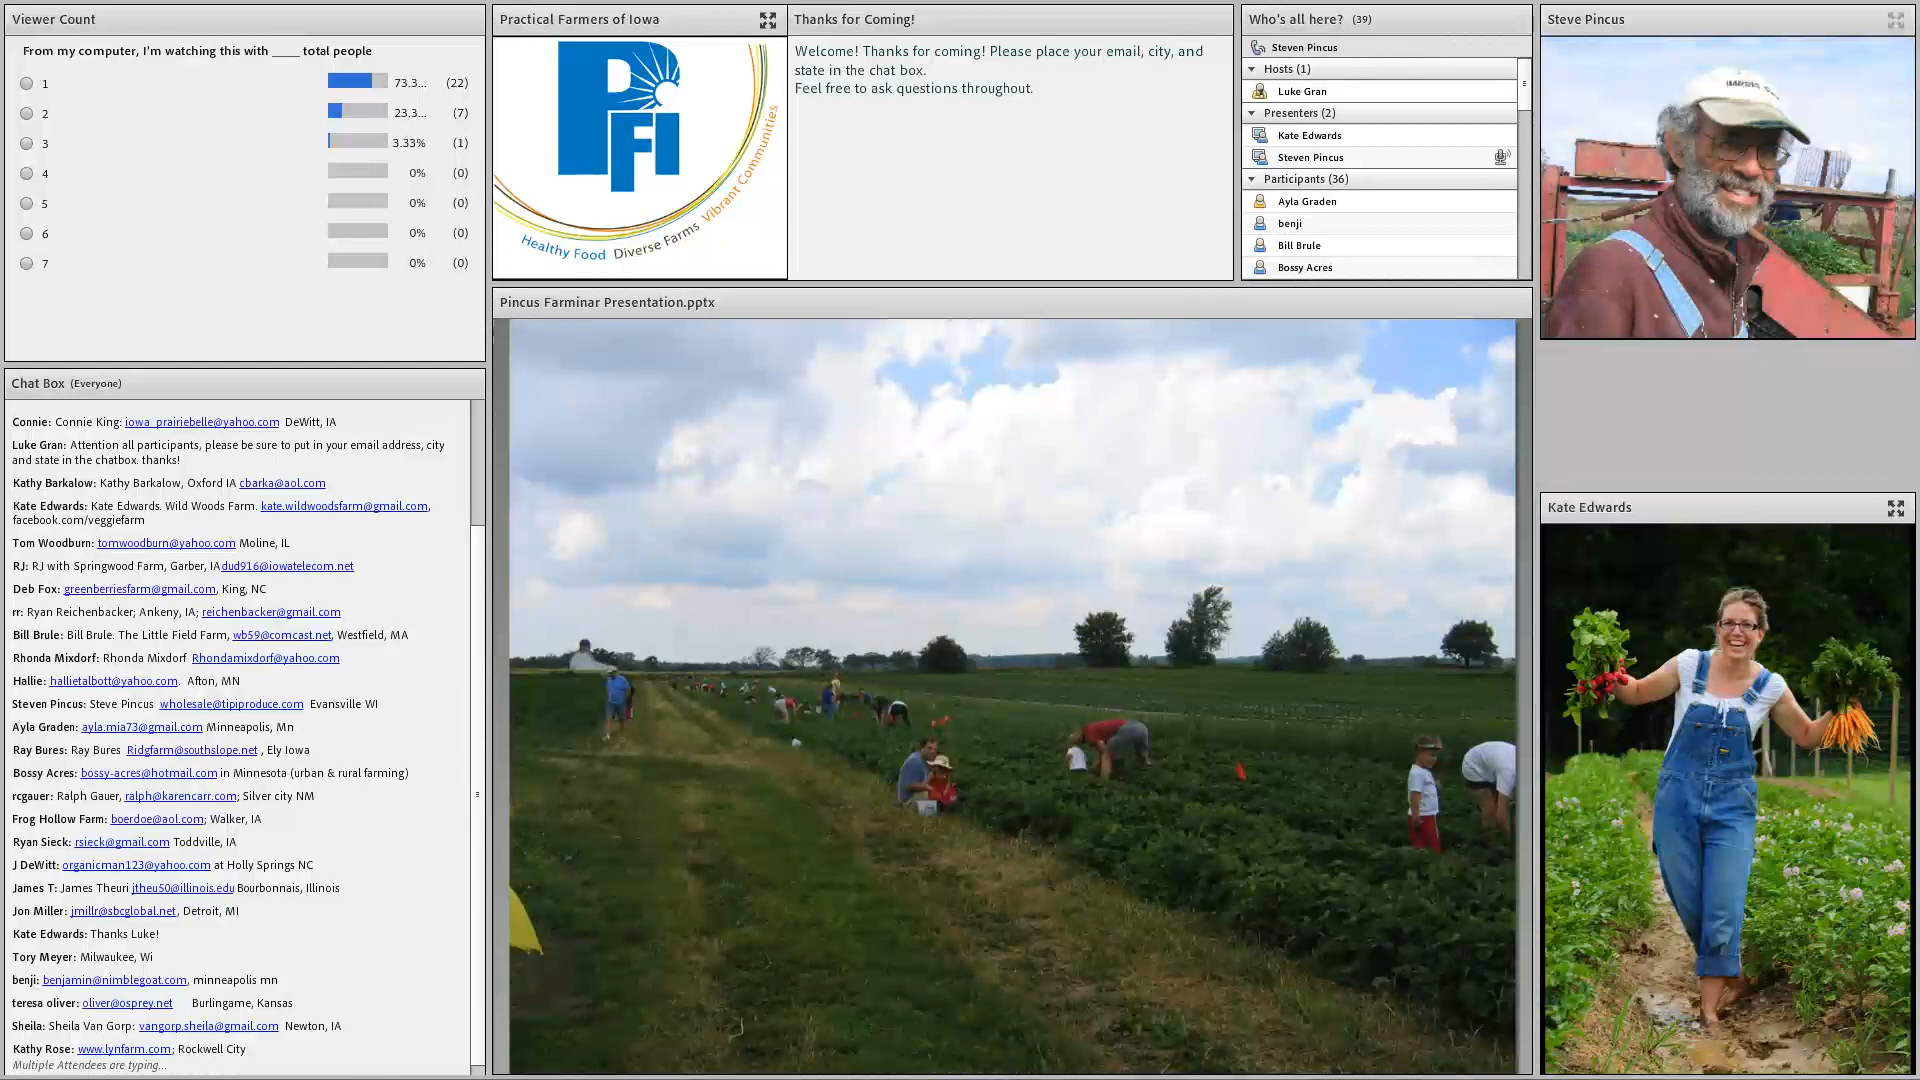 Viewer Count
From my computer, I'm watching this with ____ total people
1 73.3... (22)
2 23.3... (7)
3 3.33% (1)
4 0% (0)
5 0% (0)
6 0% (0)
7 0% (0)
Chat Box (Everyone)
Connie: Connie King: iowa_prairiebelle@yahoo.com DeWitt, IA
Luke Gran: Attention all participants, please be sure to put in your email address, city
and state in the chatbox. thanks!
Kathy Barkalow: Kathy Barkalow, Oxford IA cbarka@aol.com
Kate Edwards: Kate Edwards. Wild Woods Farm. kate.wildwoodsfarm@gmail.com,
facebook.com/veggiefarm
Tom Woodburn: tomwoodburn@yahoo.com Moline, IL
RJ: RJ with Springwood Farm, Garber, IA dud916@iowatelecom.net
Deb Fox: greenberriesfarm@gmail.com, King, NC
rr: Ryan Reichenbacker; Ankeny, IA; reichenbacker@gmail.com
Bill Brule: Bill Brule. The Little Field Farm, wb59@comcast.net, Westfield, MA
Rhonda Mixdorf: Rhonda Mixdorf Rhondamixdorf@yahoo.com
Hallie: hallietalbott@yahoo.com. Afton, MN
Steven Pincus: Steve Pincus wholesale@tipiproduce.com Evansville WI
Ayla Graden: ayla.mia73@gmail.com Minneapolis, Mn
Ray Bures: Ray Bures Ridgfarm@southslope.net , Ely Iowa
Bossy Acres: bossy-acres@hotmail.com in Minnesota (urban & rural farming)
rcgauer: Ralph Gauer, ralph@karencarr.com; Silver city NM
Frog Hollow Farm: boerdoe@aol.com; Walker, IA
Ryan Sieck: rsieck@gmail.com Toddville, IA
J DeWitt: organicman123@yahoo.com at Holly Springs NC
James T: James Theuri jtheu50@illinois.edu Bourbonnais, Illinois
Jon Miller: jmillr@sbcglobal.net, Detroit, MI
Kate Edwards: Thanks Luke!
Tory Meyer: Milwaukee, Wi
benji: benjamin@nimblegoat.com, minneapolis mn
teresa oliver: oliver@osprey.net Burlingame, Kansas
Sheila: Sheila Van Gorp: vangorp.sheila@gmail.com Newton, IA
Kathy Rose: www.lynfarm.com; Rockwell City
Multiple Attendees are typing...
Practical Farmers of Iowa
PFI
Healthy Food Diverse Farms Vibrant Communities
Thanks for Coming!
Welcome! Thanks for coming! Please place your email, city, and
state in the chat box.
Feel free to ask questions throughout.
Who's all here? (39)
Steven Pincus
Hosts (1)
Luke Gran
Presenters (2)
Kate Edwards
Steven Pincus
Participants (36)
Ayla Graden
benji
Bill Brule
Bossy Acres
Pincus Farminar Presentation.pptx
Steve Pincus
Kate Edwards